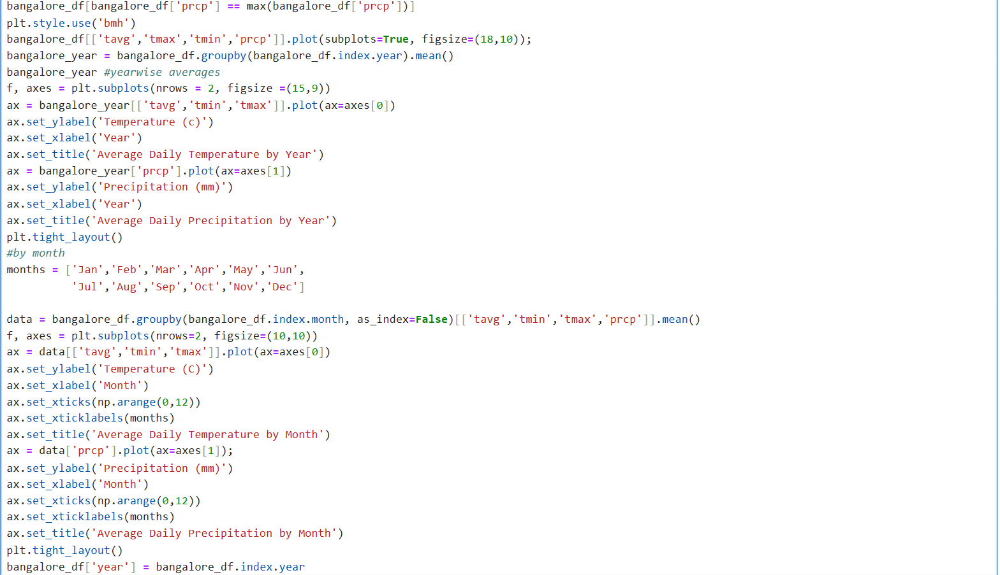 bangalore_df[bangalore_df['prcp'] == max(bangalore_df['prcp'])]
plt.style.use('bmh')
bangalore_df[['tavg','tmax','tmin','prcp']].plot(subplots=True, figsize=(18,10));
bangalore_year = bangalore_df.groupby(bangalore_df.index.year).mean()
bangalore_year #yearwise averages
f, axes = plt.subplots(nrows = 2, figsize =(15,9))
ax = bangalore_year[['tavg','tmin','tmax']].plot(ax=axes[0])
ax.set_ylabel('Temperature (c)')
ax.set_xlabel('Year')
ax.set_title('Average Daily Temperature by Year')
ax = bangalore_year['prcp'].plot(ax=axes[1])
ax.set_ylabel('Precipitation (mm)')
ax.set_xlabel('Year')
ax.set_title('Average Daily Precipitation by Year')
plt.tight_layout()
#by month
months = ['Jan','Feb','Mar','Apr','May','Jun',
          'Jul','Aug','Sep','Oct','Nov','Dec']

data = bangalore_df.groupby(bangalore_df.index.month, as_index=False)[['tavg','tmin','tmax','prcp']].mean()
f, axes = plt.subplots(nrows=2, figsize=(10,10))
ax = data[['tavg','tmin','tmax']].plot(ax=axes[0])
ax.set_ylabel('Temperature (C)')
ax.set_xlabel('Month')
ax.set_xticks(np.arange(0,12))
ax.set_xticklabels(months)
ax.set_title('Average Daily Temperature by Month')
ax = data['prcp'].plot(ax=axes[1]);
ax.set_ylabel('Precipitation (mm)')
ax.set_xlabel('Month')
ax.set_xticks(np.arange(0,12))
ax.set_xticklabels(months)
ax.set_title('Average Daily Precipitation by Month')
plt.tight_layout()
bangalore_df['year'] = bangalore_df.index.year